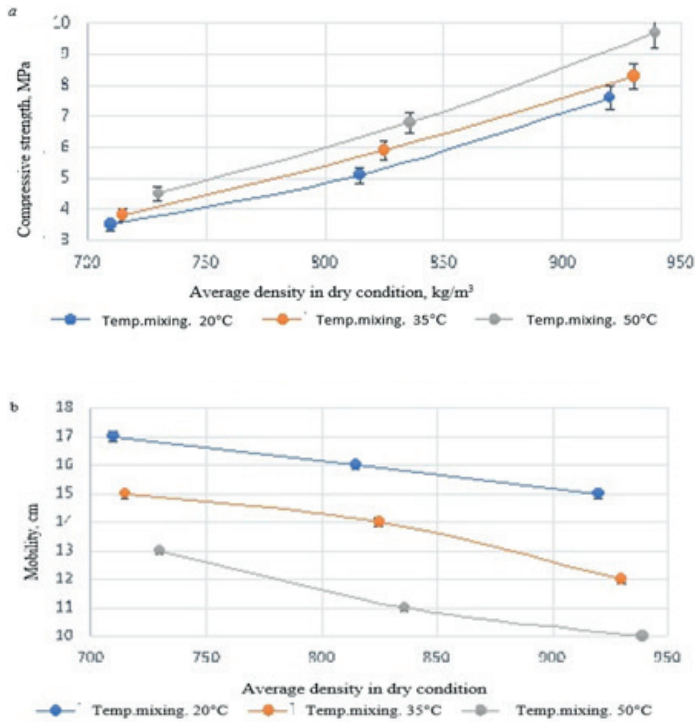 a
10
9
8
7
6
5
4
3
Compressive strength, MPa
700 750 800 850 900 950
Average density in dry condition, kg/m³
Temp.mixing. 20°C Temp.mixing. 35°C Temp.mixing. 50°C
b
18
17
16
15
14
13
12
11
10
Mobility, cm
700 750 800 850 900 950
Average density in dry condition
Temp.mixing. 20°C Temp.mixing. 35°C Temp.mixing. 50°C